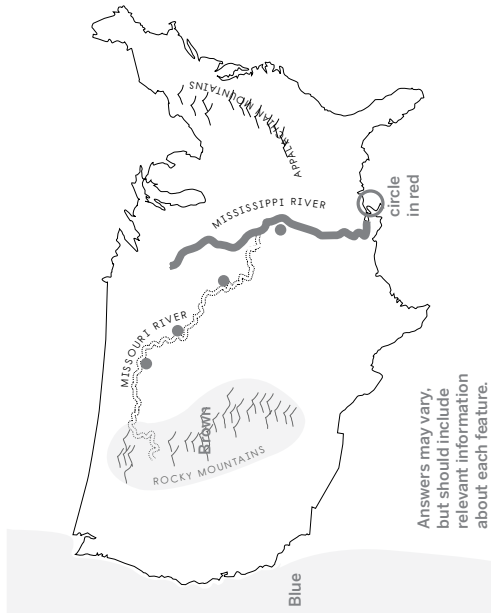 APPALACHIAN MOUNTAINS
MISSISSIPPI RIVER
MISSOURI RIVER
ROCKY MOUNTAINS
Brown
Blue
circle
in red
Answers may vary,
but should include
relevant information
about each feature.